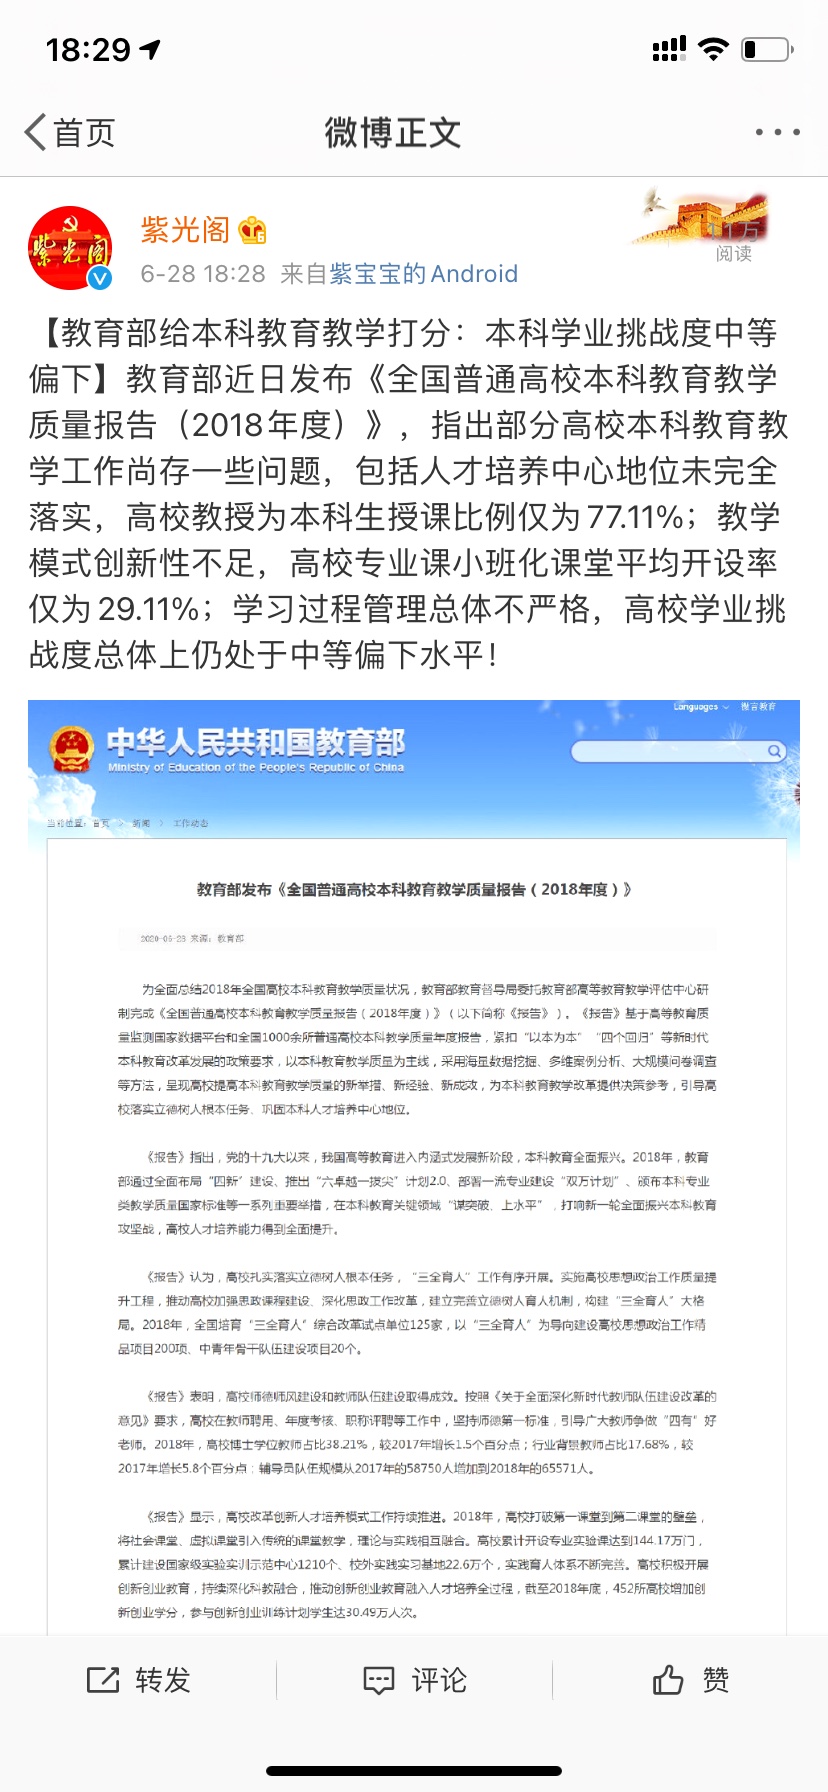 18:29
首页
微博正文
紫光阁
紫光阁
11万
阅读
6-28 18:28 来自紫宝宝的Android
【教育部给本科教育教学打分：本科学业挑战度中等
偏下】教育部近日发布《全国普通高校本科教育教学
质量报告（2018年度）》，指出部分高校本科教育教
学工作尚存一些问题，包括人才培养中心地位未完全
落实，高校教授为本科生授课比例仅为77.11%；教学
模式创新性不足，高校专业课小班化课堂平均开设率
仅为29.11%；学习过程管理总体不严格，高校学业挑
战度总体上仍处于中等偏下水平！
Languages 微言教育
中华人民共和国教育部
Ministry of Education of the People's Republic of China
当前位置：首页 > 新闻 > 工作动态
教育部发布《全国普通高校本科教育教学质量报告（2018年度）》
2020-06-28 来源：教育部
为全面总结2018年全国高校本科教育教学质量状况，教育部教育督导局委托教育部高等教育教学评估中心研
制完成《全国普通高校本科教育教学质量报告（2018年度）》（以下简称《报告》）。《报告》基于高等教育质
量监测国家数据平台和全国1000余所普通高校本科教学质量年度报告，紧扣“以本为本”“四个回归”等新时代
本科教育改革发展的政策要求，以本科教育教学质量为主线，采用海量数据挖掘、多维案例分析、大规模问卷调查
等方法，呈现高校提高本科教育教学质量的新举措、新经验、新成效，为本科教育教学改革提供决策参考，引导高
校落实立德树人根本任务、巩固本科人才培养中心地位。
《报告》指出，党的十九大以来，我国高等教育进入内涵式发展新阶段，本科教育全面振兴。2018年，教育
部通过全面布局“四新”建设、推出“六卓越一拔尖”计划2.0、部署一流专业建设“双万计划”、颁布本科专业
类教学质量国家标准等一系列重要举措，在本科教育关键领域“谋突破、上水平”，打响新一轮全面振兴本科教育
攻坚战，高校人才培养能力得到全面提升。
《报告》认为，高校扎实落实立德树人根本任务，“三全育人”工作有序开展。实施高校思想政治工作质量提
升工程，推动高校加强思政课程建设、深化思政工作改革，建立完善立德树人育人机制，构建“三全育人”大格
局。2018年，全国培育“三全育人”综合改革试点单位125家，以“三全育人”为导向建设高校思想政治工作精
品项目200项、中青年骨干队伍建设项目20个。
《报告》表明，高校师德师风建设和教师队伍建设取得成效。按照《关于全面深化新时代教师队伍建设改革的
意见》要求，高校在教师聘用、年度考核、职称评聘等工作中，坚持师德第一标准，引导广大教师争做“四有”好
老师。2018年，高校博士学位教师占比38.21%，较2017年增长1.5个百分点；行业背景教师占比17.68%，较
2017年增长5.8个百分点；辅导员队伍规模从2017年的58750人增加到2018年的65571人。
《报告》显示，高校改革创新人才培养模式工作持续推进。2018年，高校打破第一课堂到第二课堂的壁垒，
将社会课堂、虚拟课堂引入传统的课堂教学，理论与实践相互融合。高校累计开设专业实验课达到144.17万门，
累计建设国家级实验实训示范中心1210个、校外实践实习基地22.6万个，实践育人体系不断完善。高校积极开展
创新创业教育，持续深化科教融合，推动创新创业教育融入人才培养全过程，截至2018年底，452所高校增加创
新创业学分，参与创新创业训练计划学生达30.49万人次。
转发
评论
赞